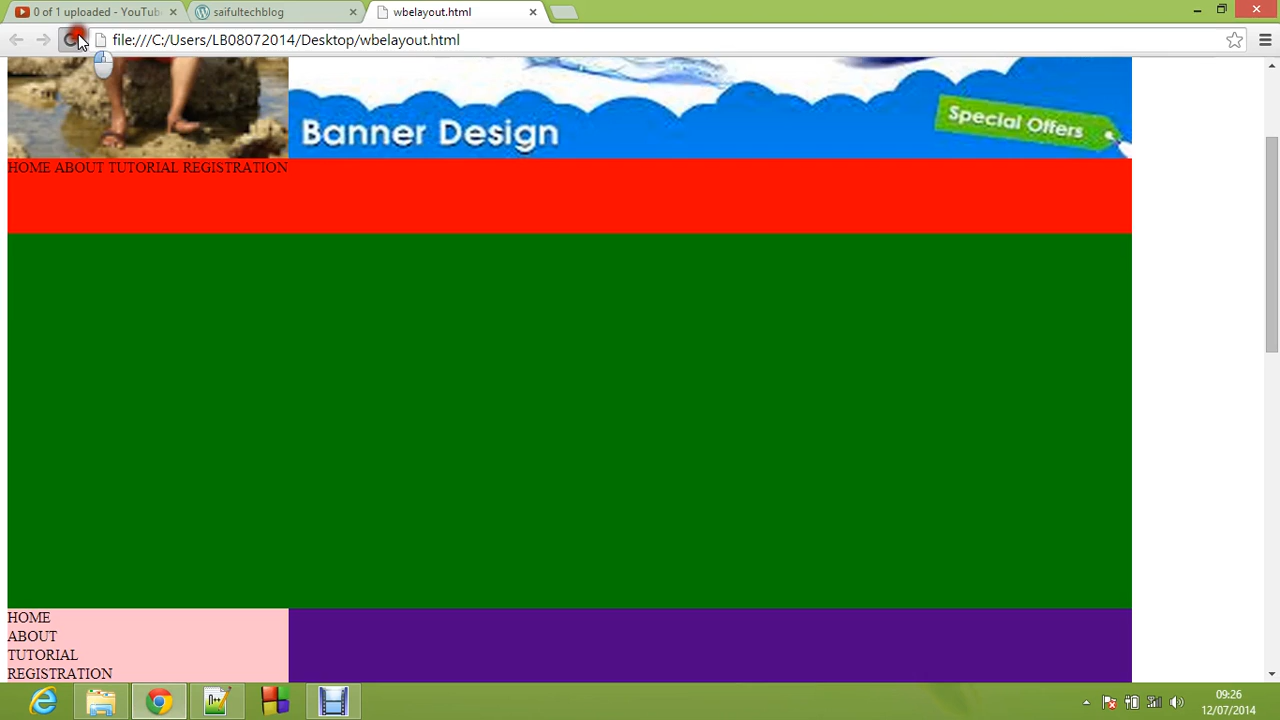 0 of 1 uploaded - YouTub
saifultechblog
wbelayout.html
file:///C:/Users/LB08072014/Desktop/wbelayout.html
Banner Design
Special Offers
HOME ABOUT TUTORIAL REGISTRATION
HOME
ABOUT
TUTORIAL
REGISTRATION
09:26
12/07/2014